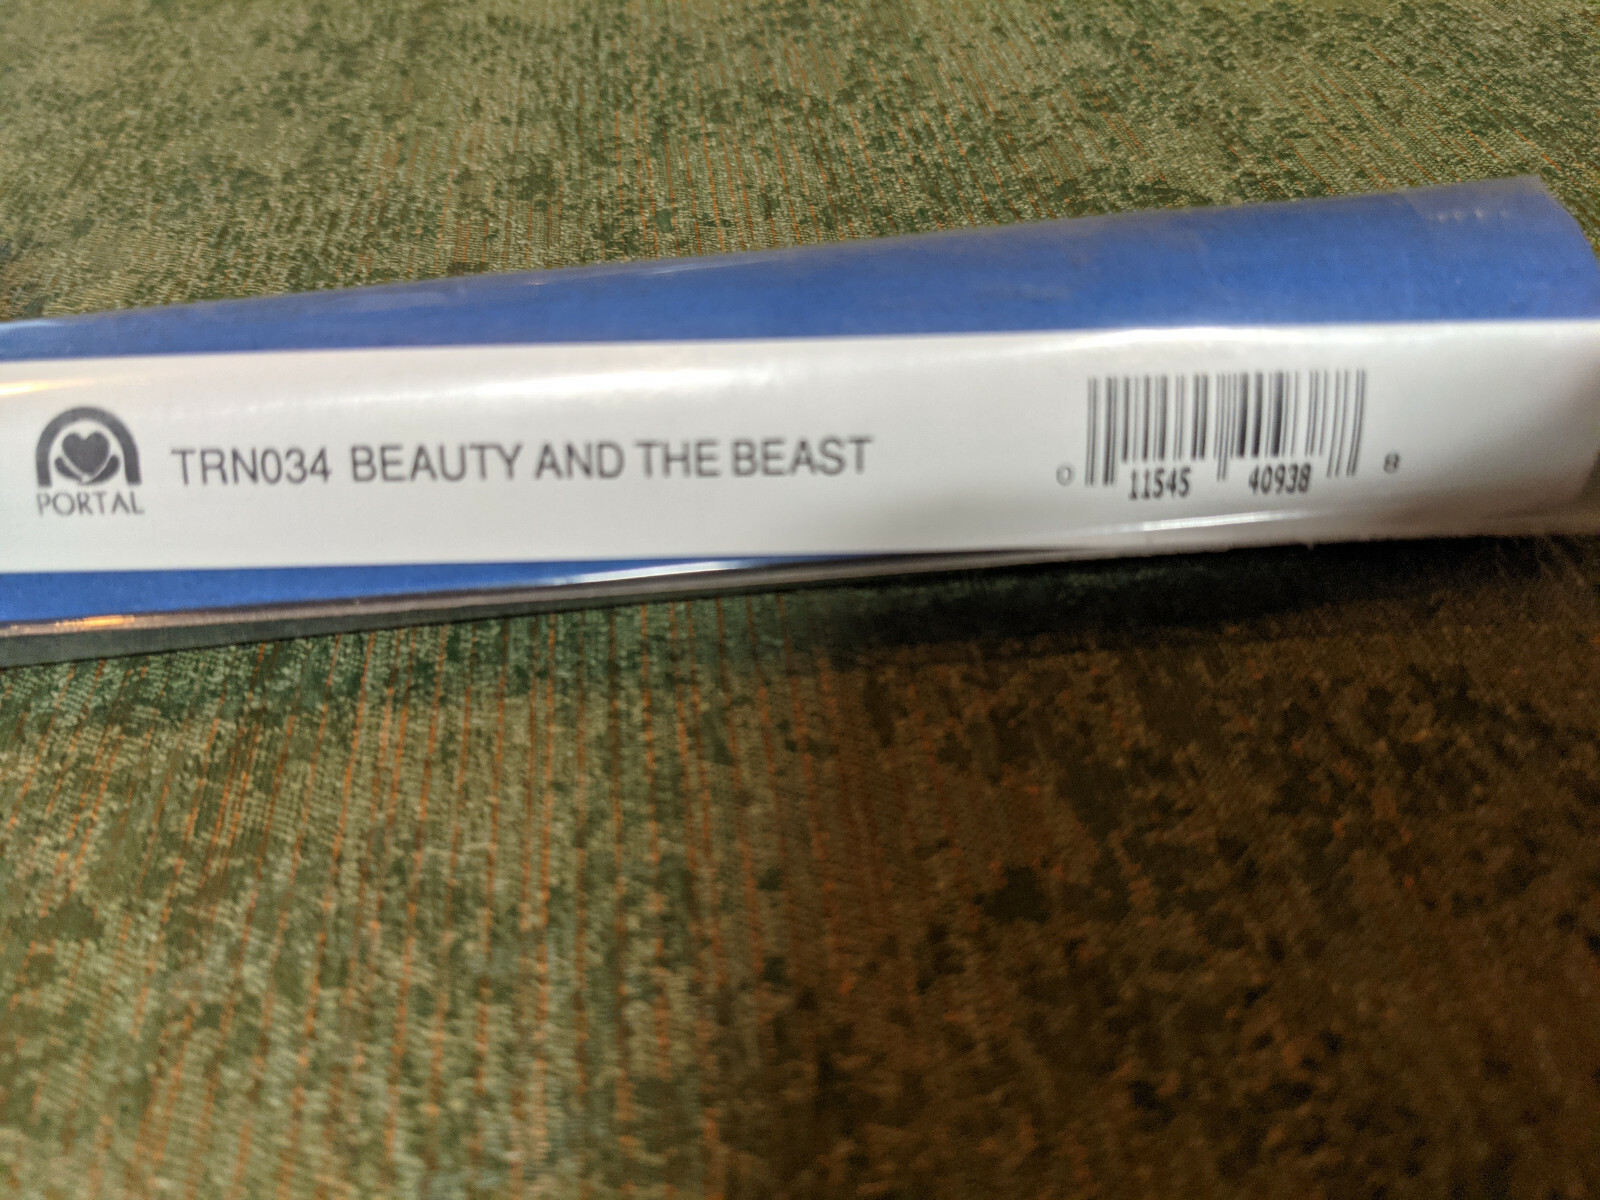 PORTAL
TRN034 BEAUTY AND THE BEAST
0 11545 40938 8